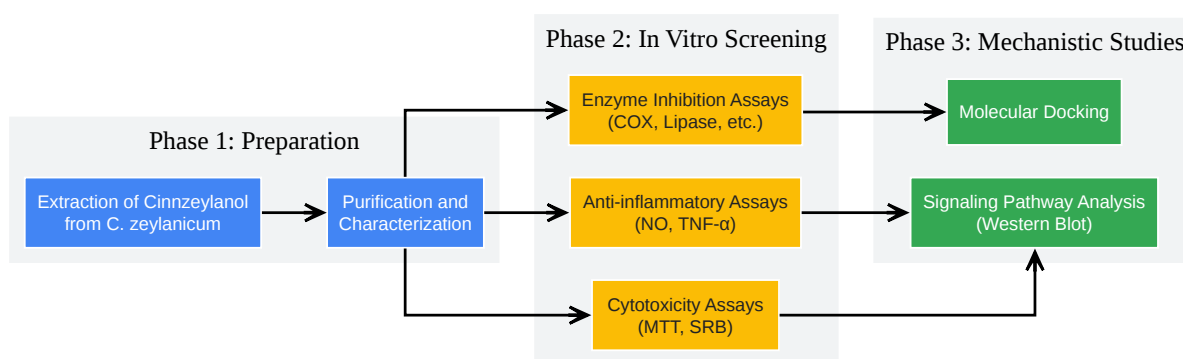 Phase 1: Preparation
Extraction of Cinnzeylanol
from C. zeylanicum
Purification and
Characterization
Phase 2: In Vitro Screening
Enzyme Inhibition Assays
(COX, Lipase, etc.)
Anti-inflammatory Assays
(NO, TNF-α)
Cytotoxicity Assays
(MTT, SRB)
Phase 3: Mechanistic Studies
Molecular Docking
Signaling Pathway Analysis
(Western Blot)